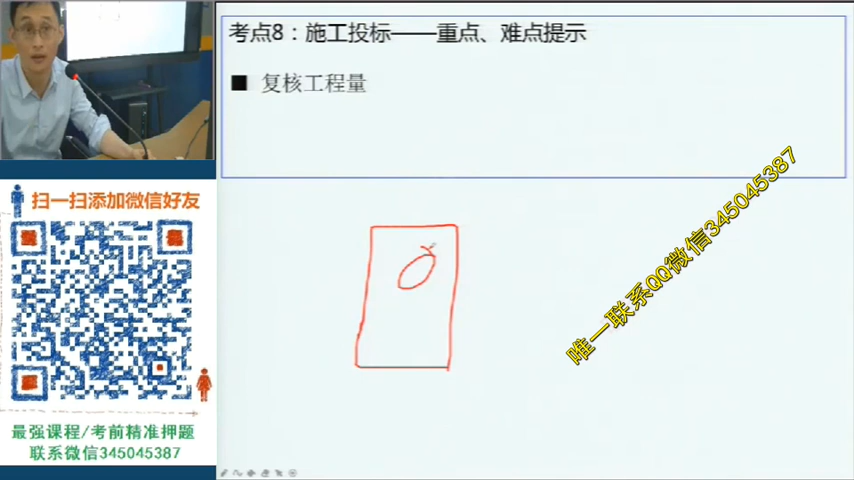 考点8：施工投标——重点、难点提示
■ 复核工程量
扫一扫添加微信好友
最强课程/考前精准押题
联系微信345045387
唯一联系QQ微信345045387